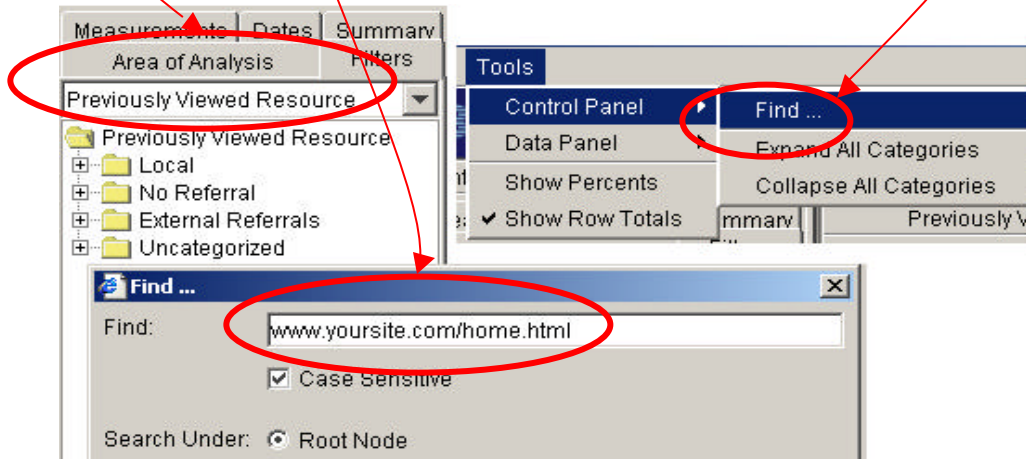 Measurements Dates Summary
Area of Analysis Filters
Previously Viewed Resource
Previously Viewed Resource
Local
No Referral
External Referrals
Uncategorized
Tools
Control Panel
Data Panel
Show Percents
Show Row Totals
Find ...
Expand All Categories
Collapse All Categories
mmary
Previously V
Find ...
Find: www.yoursite.com/home.html
Case Sensitive
Search Under: Root Node